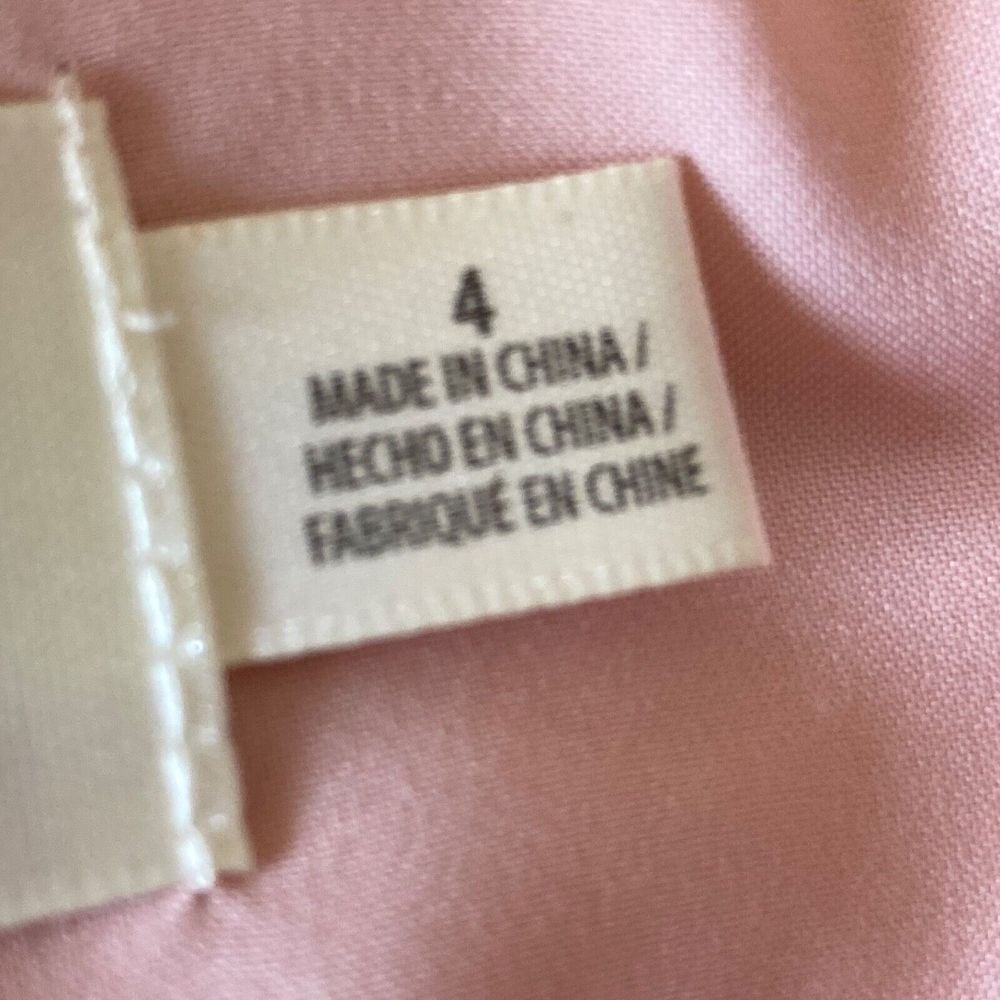 4
MADE IN CHINA /
HECHO EN CHINA /
FABRIQUÉ EN CHINE